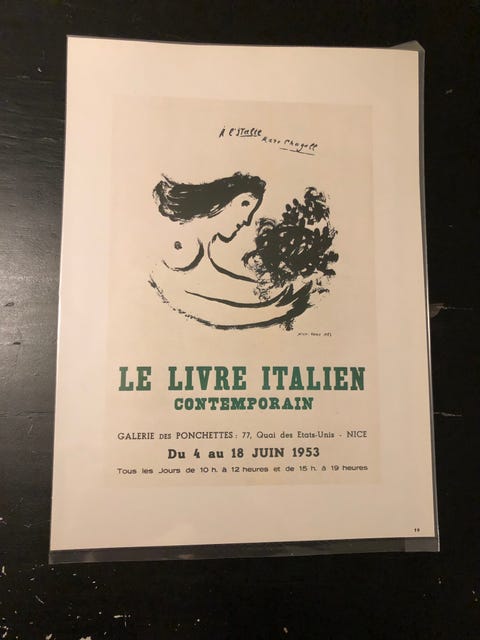 À l'Italie
Marc Chagall
LE LIVRE ITALIEN
CONTEMPORAIN
GALERIE DES PONCHETTES : 77, Quai des Etats-Unis - NICE
Du 4 au 18 JUIN 1953
Tous les Jours de 10 h. à 12 heures et de 15 h. à 19 heures